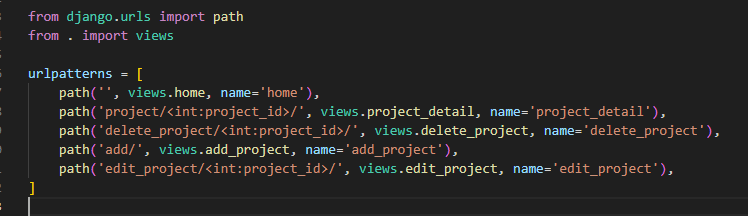 from django.urls import path
from . import views
urlpatterns = [
path('', views.home, name='home'),
path('project/<int:project_id>/', views.project_detail, name='project_detail'),
path('delete_project/<int:project_id>/', views.delete_project, name='delete_project'),
path('add/', views.add_project, name='add_project'),
path('edit_project/<int:project_id>/', views.edit_project, name='edit_project'),
]